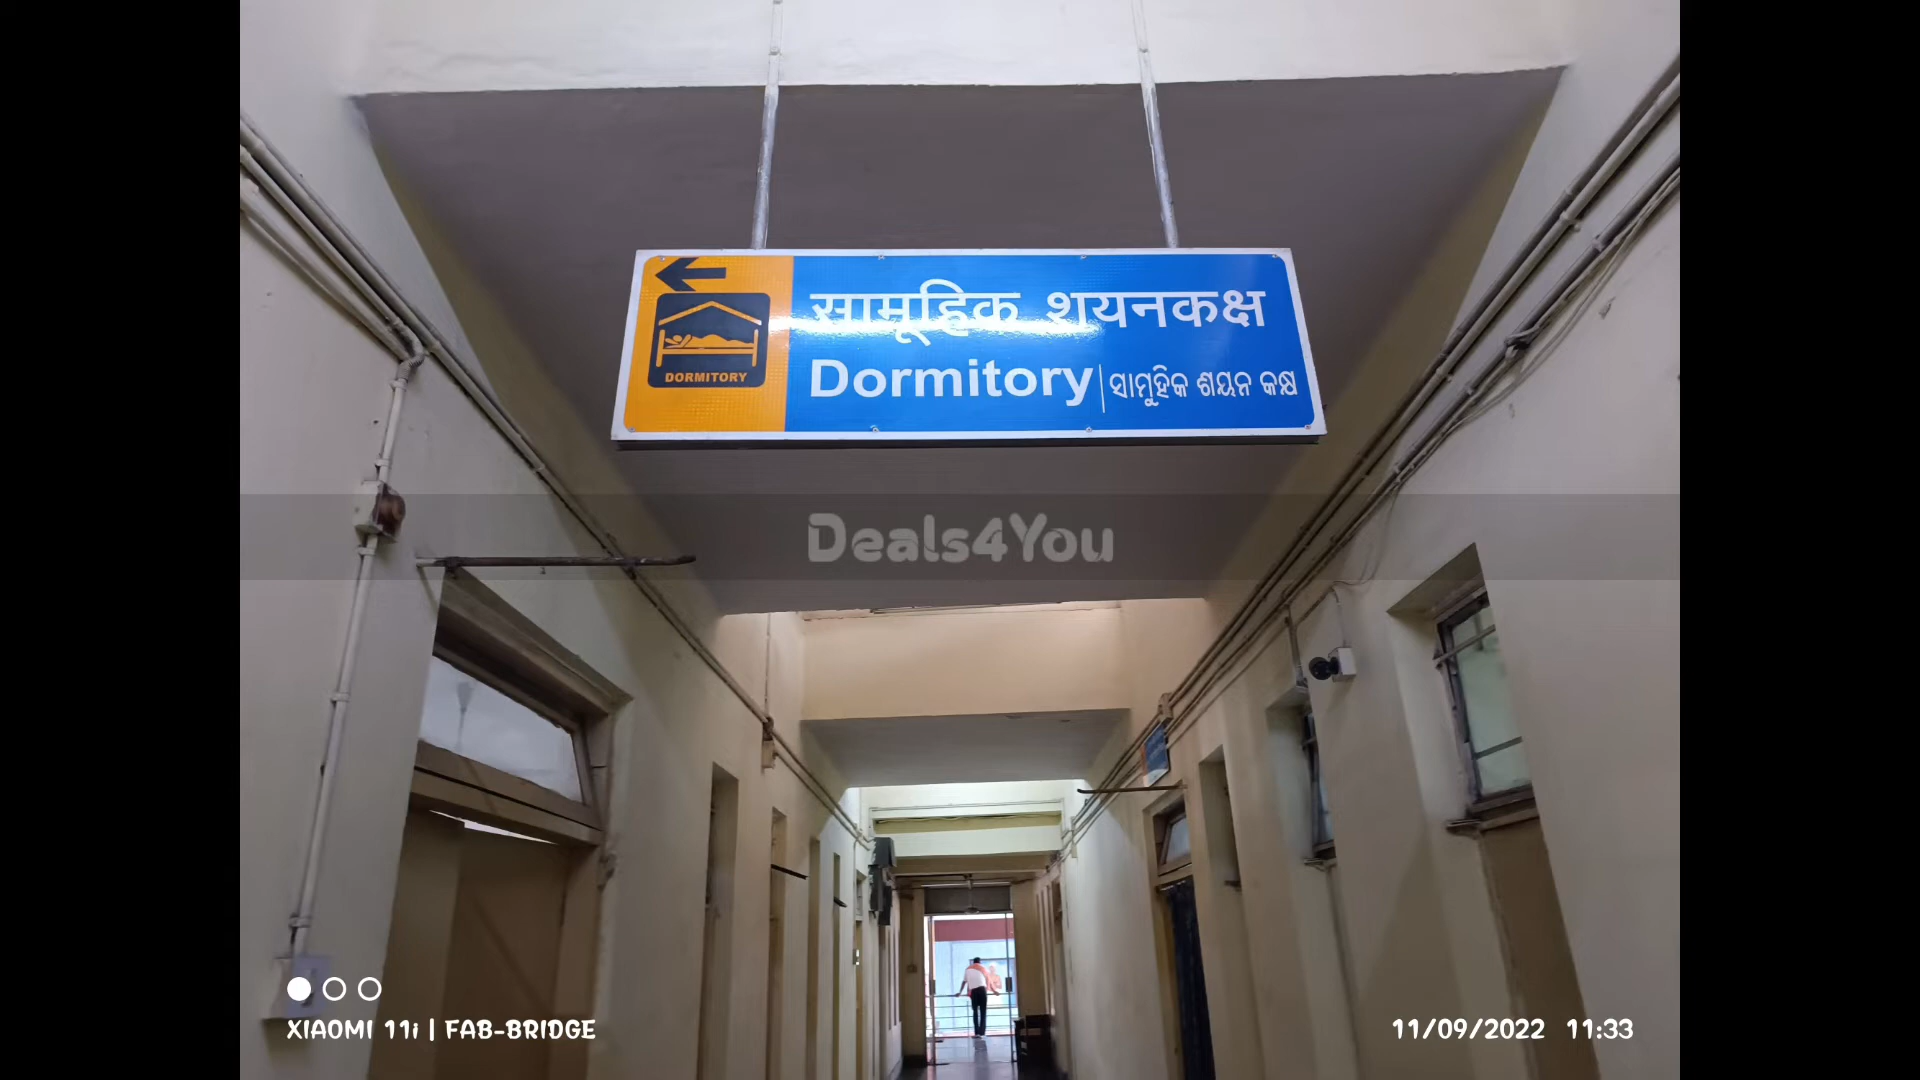 सामूहिक शयनकक्ष
DORMITORY
Dormitory|ସାମୁହିକ ଶୟନ କକ୍ଷ
Deals4You
XIAOMI 11i | FAB-BRIDGE
11/09/2022 11:33